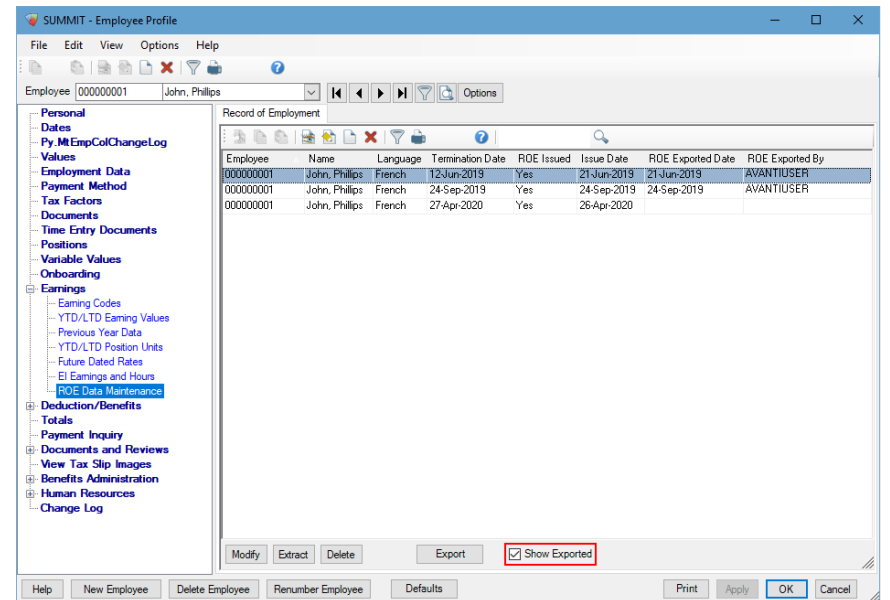 SUMMIT - Employee Profile
File Edit View Options Help
Employee 000000001 John, Phillips Options
Personal
Dates
Py.MtEmpColChangeLog
Values
Employment Data
Payment Method
Tax Factors
Documents
Time Entry Documents
Positions
Variable Values
Onboarding
Earnings
Earning Codes
YTD/LTD Earning Values
Previous Year Data
YTD/LTD Position Units
Future Dated Rates
EI Earnings and Hours
ROE Data Maintenance
Deduction/Benefits
Totals
Payment Inquiry
Documents and Reviews
View Tax Slip Images
Benefits Administration
Human Resources
Change Log
Record of Employment
Employee Name Language Termination Date ROE Issued Issue Date ROE Exported Date ROE Exported By
000000001 John, Phillips French 12-Jun-2019 Yes 21-Jun-2019 21-Jun-2019 AVANTIUSER
000000001 John, Phillips French 24-Sep-2019 Yes 24-Sep-2019 24-Sep-2019 AVANTIUSER
000000001 John, Phillips French 27-Apr-2020 Yes 26-Apr-2020
Modify Extract Delete Export Show Exported
Help New Employee Delete Employee Renumber Employee Defaults Print Apply OK Cancel